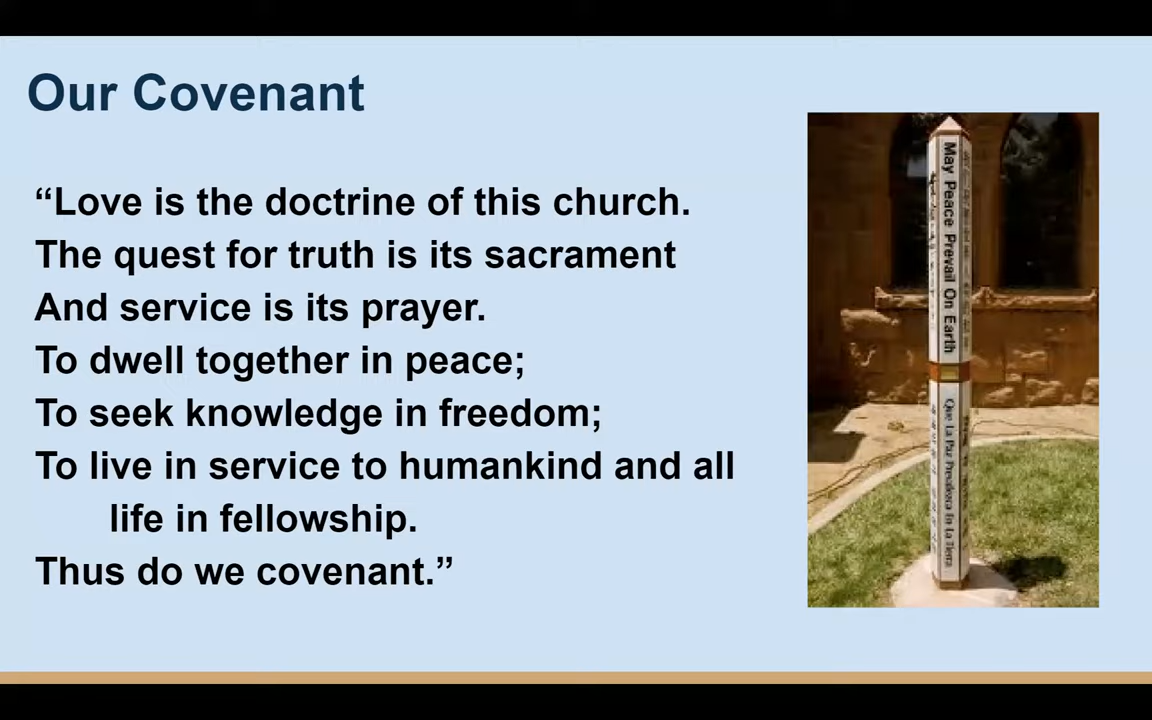 Our Covenant
“Love is the doctrine of this church.
The quest for truth is its sacrament
And service is its prayer.
To dwell together in peace;
To seek knowledge in freedom;
To live in service to humankind and all
life in fellowship.
Thus do we covenant.”
May Peace Prevail On Earth
Que La Paz Prevalezca En La Tierra